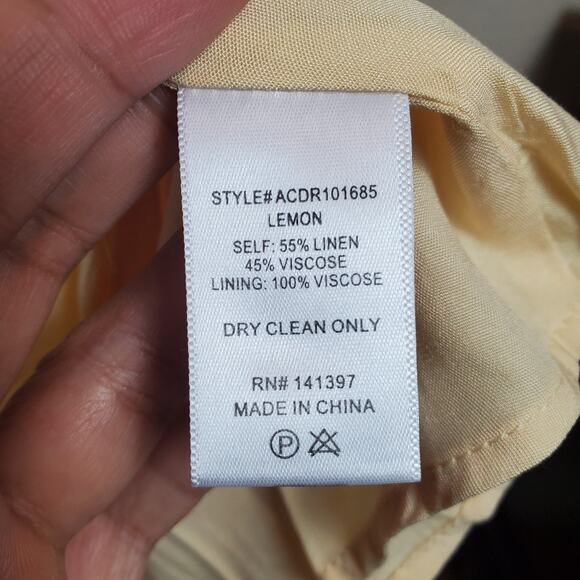 STYLE# ACDR101685
LEMON
SELF: 55% LINEN
45% VISCOSE
LINING: 100% VISCOSE
DRY CLEAN ONLY
RN# 141397
MADE IN CHINA
P